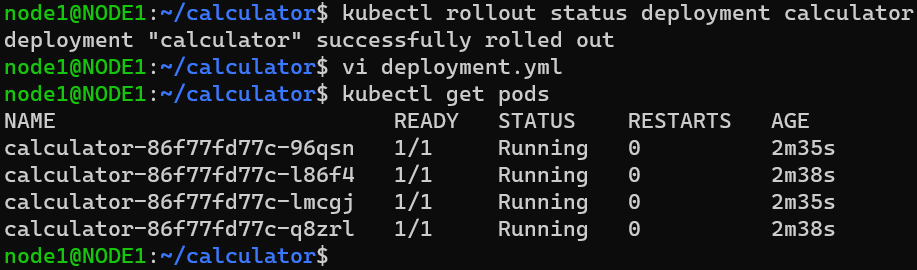 node1@NODE1:~/calculator$ kubectl rollout status deployment calculator
deployment "calculator" successfully rolled out
node1@NODE1:~/calculator$ vi deployment.yml
node1@NODE1:~/calculator$ kubectl get pods
NAME                          READY   STATUS    RESTARTS   AGE
calculator-86f77fd77c-96qsn   1/1     Running   0          2m35s
calculator-86f77fd77c-l86f4   1/1     Running   0          2m38s
calculator-86f77fd77c-lmcgj   1/1     Running   0          2m35s
calculator-86f77fd77c-q8zrl   1/1     Running   0          2m38s
node1@NODE1:~/calculator$